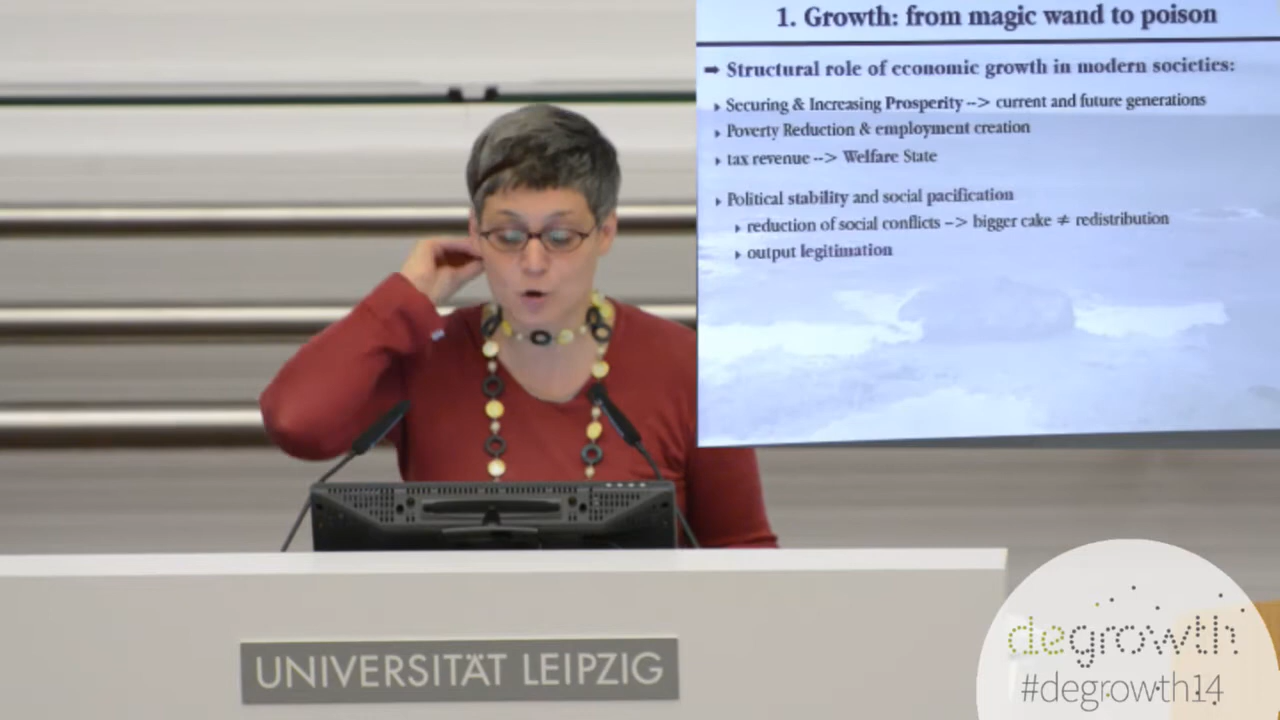 1. Growth: from magic wand to poison
➡ Structural role of economic growth in modern societies:
▸ Securing & Increasing Prosperity --> current and future generations
▸ Poverty Reduction & employment creation
▸ tax revenue --> Welfare State
▸ Political stability and social pacification
▸ reduction of social conflicts --> bigger cake ≠ redistribution
▸ output legitimation
UNIVERSITÄT LEIPZIG
degrowth
#degrowth14